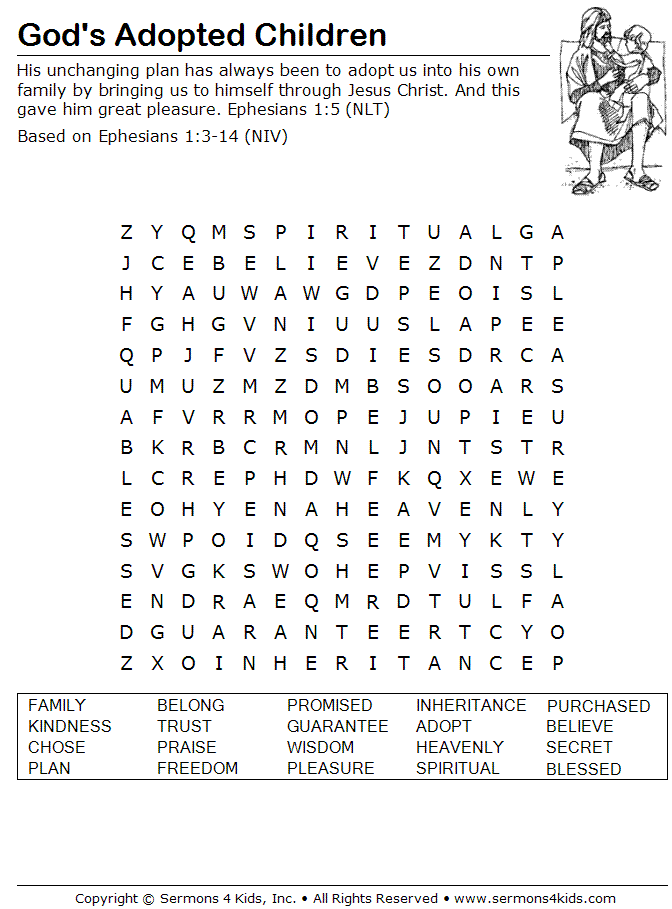 God's Adopted Children
His unchanging plan has always been to adopt us into his own
family by bringing us to himself through Jesus Christ. And this
gave him great pleasure. Ephesians 1:5 (NLT)
Based on Ephesians 1:3-14 (NIV)
Z Y Q M S P I R I T U A L G A
J C E B E L I E V E Z D N T P
H Y A U W A W G D P E O I S L
F G H G V N I U U S L A P E E
Q P J F V Z S D I E S D R C A
U M U Z M Z D M B S O O A R S
A F V R R M O P E J U P I E U
B K R B C R M N L J N T S T R
L C R E P H D W F K Q X E W E
E O H Y E N A H E A V E N L Y
S W P O I D Q S E E M Y K T Y
S V G K S W O H E P V I S S L
E N D R A E Q M R D T U L F A
D G U A R A N T E E R T C Y O
Z X O I N H E R I T A N C E P
FAMILY BELONG PROMISED INHERITANCE PURCHASED
KINDNESS TRUST GUARANTEE ADOPT BELIEVE
CHOSE PRAISE WISDOM HEAVENLY SECRET
PLAN FREEDOM PLEASURE SPIRITUAL BLESSED
Copyright © Sermons 4 Kids, Inc. • All Rights Reserved • www.sermons4kids.com